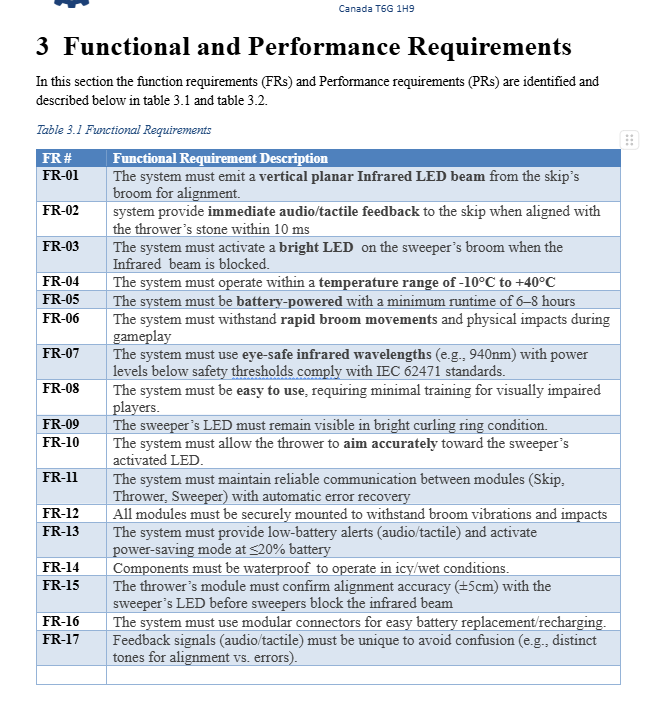 Canada T6G 1H9
3 Functional and Performance Requirements
In this section the function requirements (FRs) and Performance requirements (PRs) are identified and
described below in table 3.1 and table 3.2.
Table 3.1 Functional Requirements
FR # Functional Requirement Description
FR-01 The system must emit a vertical planar Infrared LED beam from the skip's
broom for alignment.
FR-02 system provide immediate audio/tactile feedback to the skip when aligned with
the thrower's stone within 10 ms
FR-03 The system must activate a bright LED on the sweeper's broom when the
Infrared beam is blocked.
FR-04 The system must operate within a temperature range of -10°C to +40°C
FR-05 The system must be battery-powered with a minimum runtime of 6–8 hours
FR-06 The system must withstand rapid broom movements and physical impacts during
gameplay
FR-07 The system must use eye-safe infrared wavelengths (e.g., 940nm) with power
levels below safety thresholds comply with IEC 62471 standards.
FR-08 The system must be easy to use, requiring minimal training for visually impaired
players.
FR-09 The sweeper's LED must remain visible in bright curling ring condition.
FR-10 The system must allow the thrower to aim accurately toward the sweeper's
activated LED.
FR-11 The system must maintain reliable communication between modules (Skip,
Thrower, Sweeper) with automatic error recovery
FR-12 All modules must be securely mounted to withstand broom vibrations and impacts
FR-13 The system must provide low-battery alerts (audio/tactile) and activate
power-saving mode at ≤20% battery
FR-14 Components must be waterproof to operate in icy/wet conditions.
FR-15 The thrower's module must confirm alignment accuracy (±5cm) with the
sweeper's LED before sweepers block the infrared beam
FR-16 The system must use modular connectors for easy battery replacement/recharging.
FR-17 Feedback signals (audio/tactile) must be unique to avoid confusion (e.g., distinct
tones for alignment vs. errors).